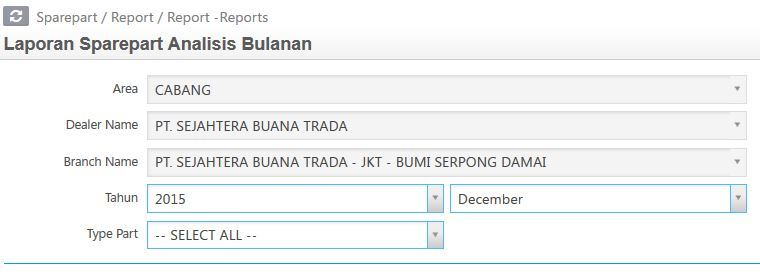 Sparepart / Report / Report -Reports
Laporan Sparepart Analisis Bulanan
Area CABANG
Dealer Name PT. SEJAHTERA BUANA TRADA
Branch Name PT. SEJAHTERA BUANA TRADA - JKT - BUMI SERPONG DAMAI
Tahun 2015 December
Type Part -- SELECT ALL --